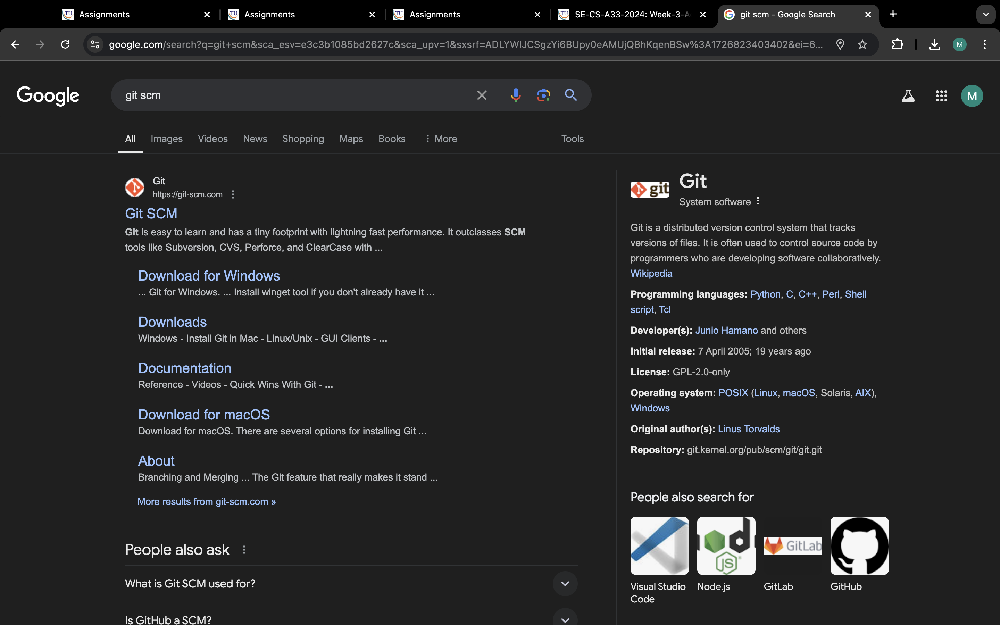 Assignments
Assignments
Assignments
SE-CS-A33-2024: Week-3-A
git scm - Google Search
google.com/search?q=git+scm&sca_esv=e3c3b1085bd2627c&sca_upv=1&sxsrf=ADLYWIJCSgzYi6BUpy0eAMUjQBhKqenBSw%3A1726823403402&ei=6...
M
Google
git scm
M
All Images Videos News Shopping Maps Books More Tools
Git
https://git-scm.com
Git SCM
Git is easy to learn and has a tiny footprint with lightning fast performance. It outclasses SCM
tools like Subversion, CVS, Perforce, and ClearCase with ...
Download for Windows
... Git for Windows. ... Install winget tool if you don't already have it ...
Downloads
Windows - Install Git in Mac - Linux/Unix - GUI Clients - ...
Documentation
Reference - Videos - Quick Wins With Git - ...
Download for macOS
Download for macOS. There are several options for installing Git ...
About
Branching and Merging ... The Git feature that really makes it stand ...
More results from git-scm.com »
People also ask
What is Git SCM used for?
Is GitHub a SCM?
git
Git
System software
Git is a distributed version control system that tracks
versions of files. It is often used to control source code by
programmers who are developing software collaboratively.
Wikipedia
Programming languages: Python, C, C++, Perl, Shell
script, Tcl
Developer(s): Junio Hamano and others
Initial release: 7 April 2005; 19 years ago
License: GPL-2.0-only
Operating system: POSIX (Linux, macOS, Solaris, AIX),
Windows
Original author(s): Linus Torvalds
Repository: git.kernel.org/pub/scm/git/git.git
People also search for
GitLab
Visual Studio
Code
Node.js
GitLab
GitHub